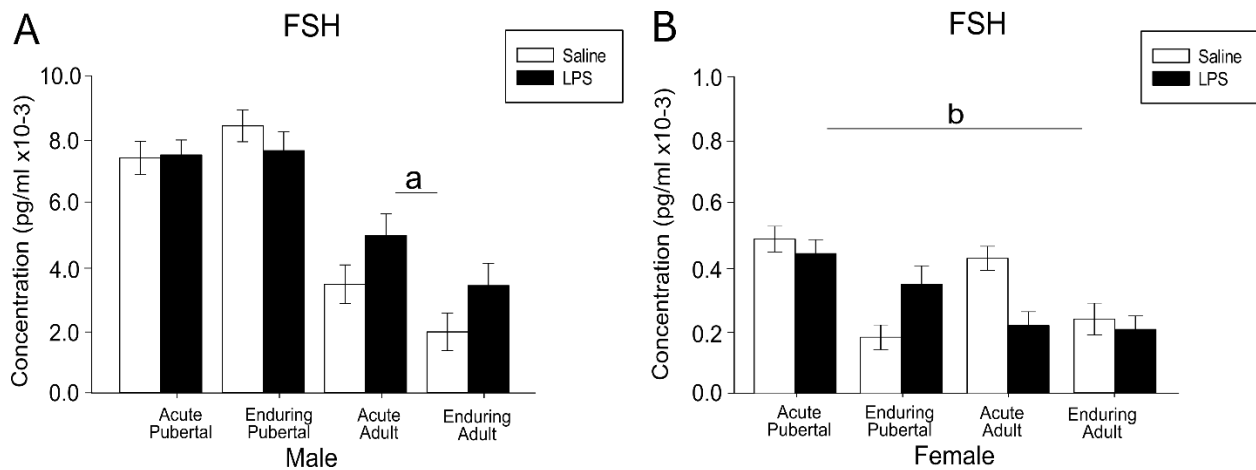 A
FSH
Saline
LPS
Concentration (pg/ml x10-3)
10.0
8.0
6.0
4.0
2.0
0.0
a
Acute
Pubertal
Enduring
Pubertal
Acute
Adult
Enduring
Adult
Male
B
FSH
Saline
LPS
Concentration (pg/ml x10-3)
1.0
0.8
0.6
0.4
0.2
0.0
b
Acute
Pubertal
Enduring
Pubertal
Acute
Adult
Enduring
Adult
Female